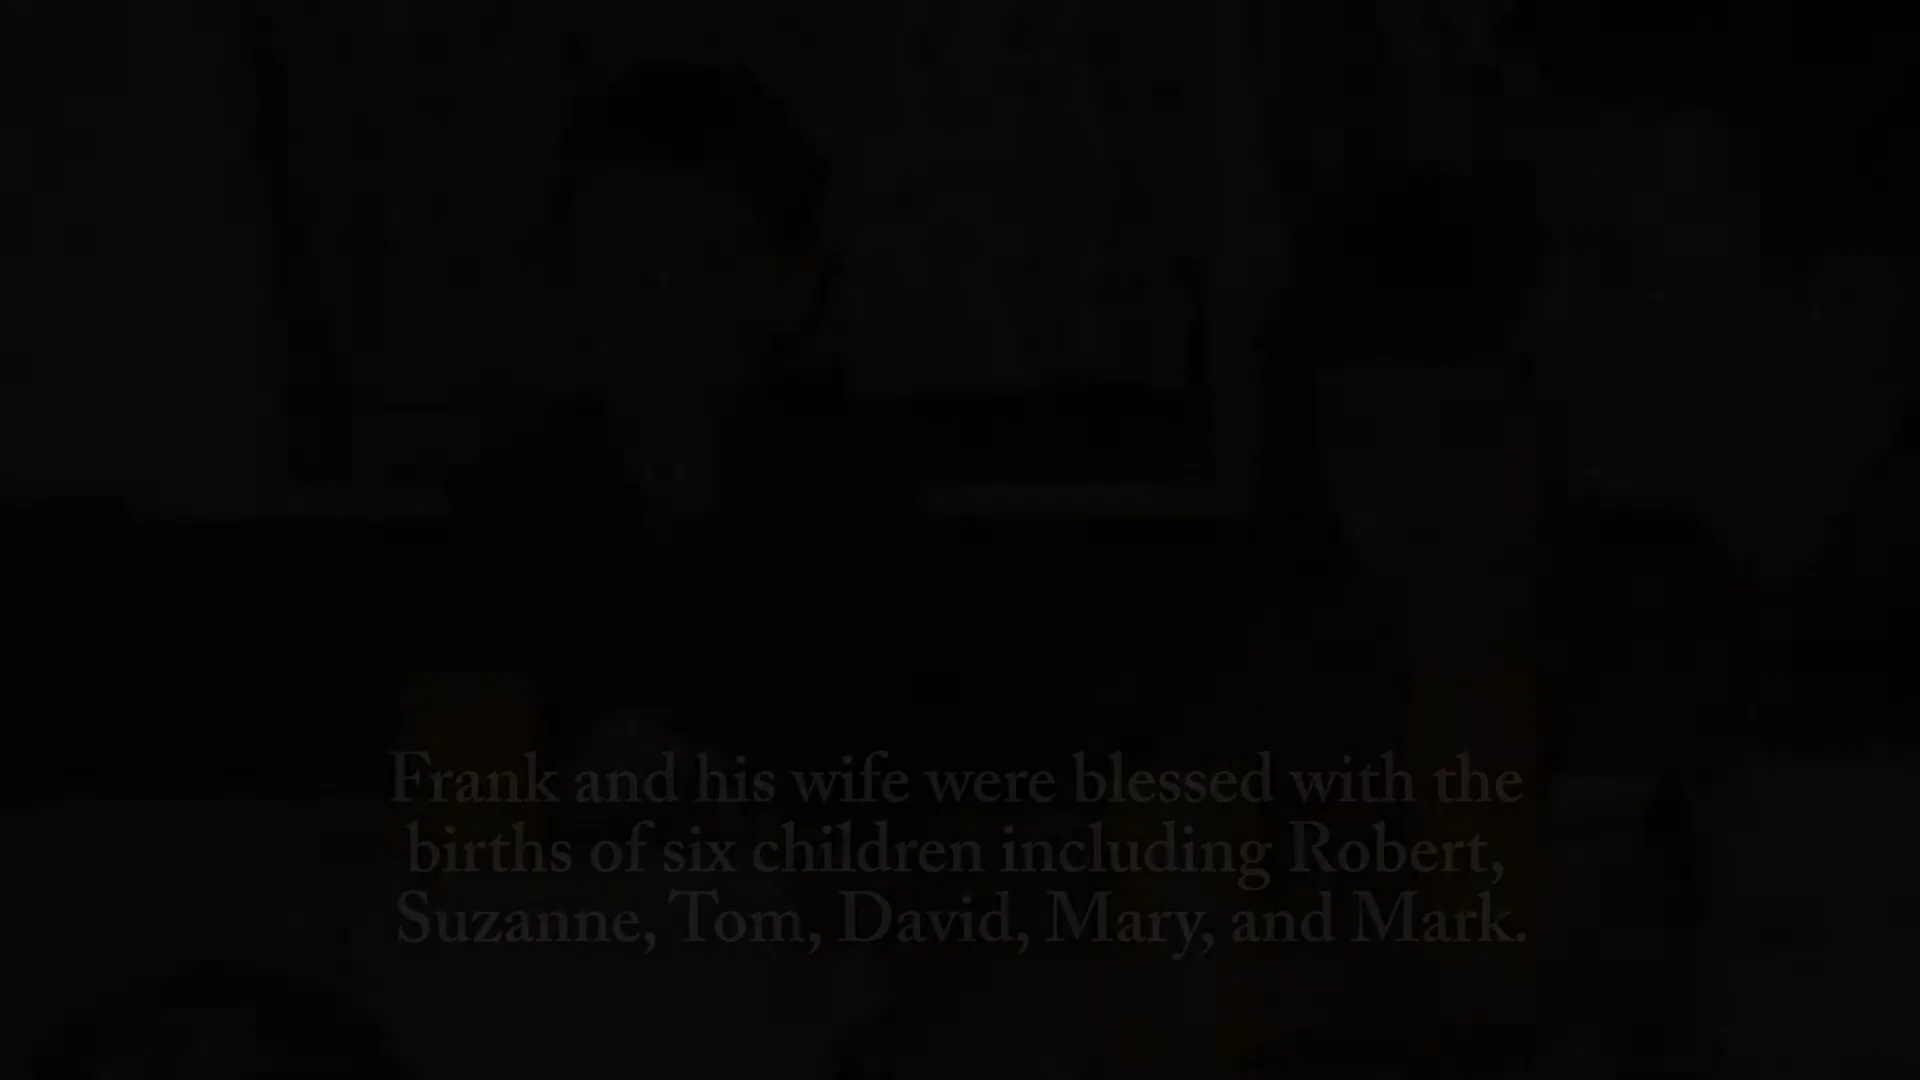 Frank and his wife were blessed with the
births of six children including Robert,
Suzanne, Tom, David, Mary, and Mark.